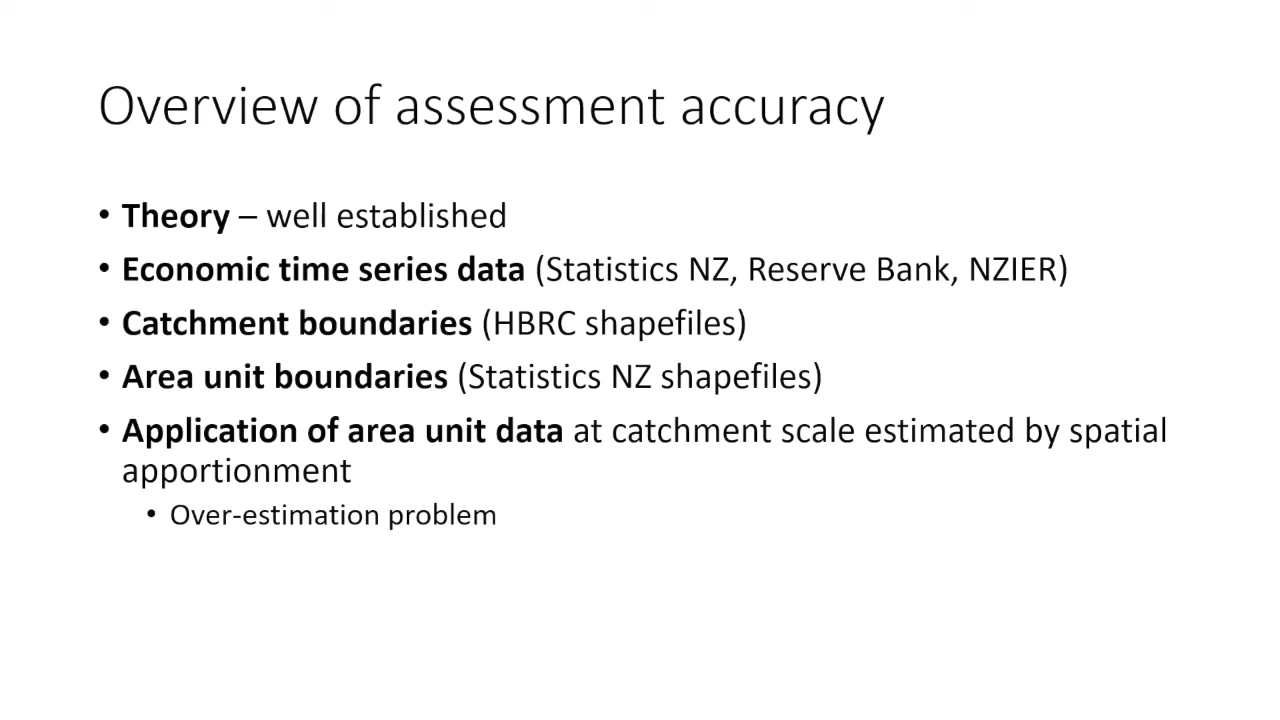 Overview of assessment accuracy
• Theory – well established
• Economic time series data (Statistics NZ, Reserve Bank, NZIER)
• Catchment boundaries (HBRC shapefiles)
• Area unit boundaries (Statistics NZ shapefiles)
• Application of area unit data at catchment scale estimated by spatial
apportionment
• Over-estimation problem